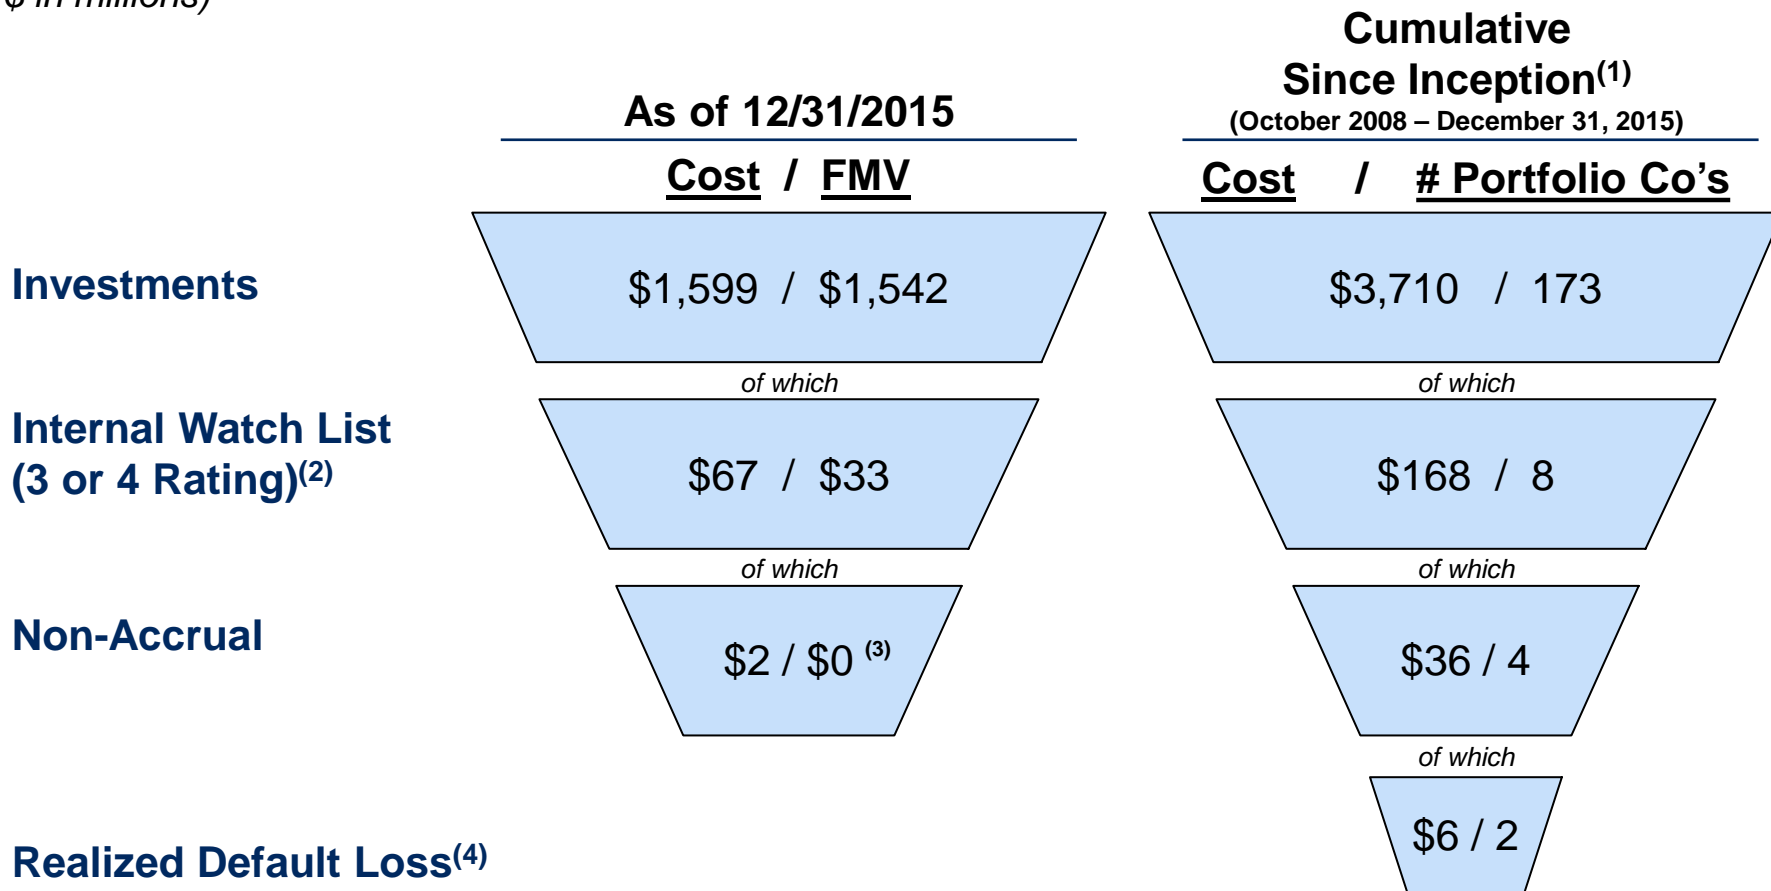 $ in millions)
Cumulative
Since Inception(1)
As of 12/31/2015
(October 2008 – December 31, 2015)
Cost / FMV
Cost / # Portfolio Co's
Investments
$1,599 / $1,542
$3,710 / 173
of which
of which
Internal Watch List
(3 or 4 Rating)(2)
$67 / $33
$168 / 8
of which
of which
Non-Accrual
$2 / $0 (3)
$36 / 4
of which
$6 / 2
Realized Default Loss(4)